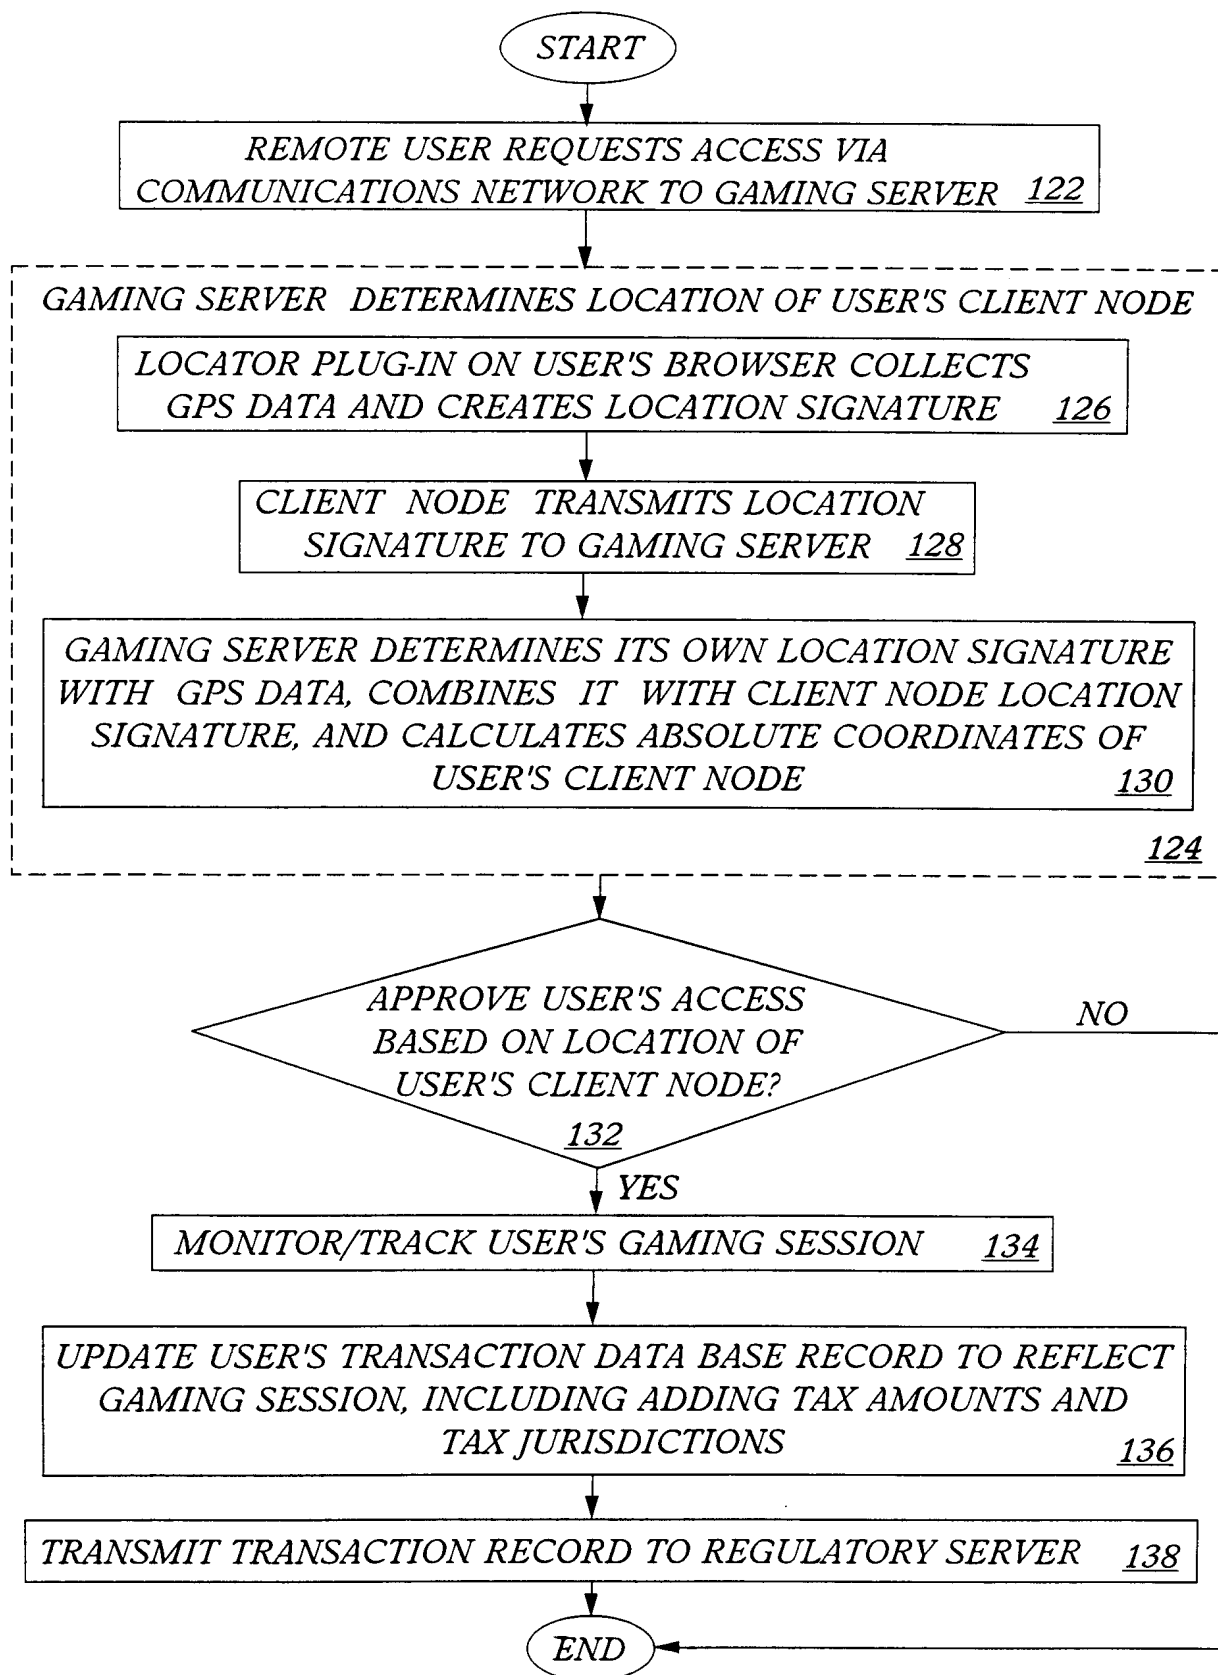 START
REMOTE USER REQUESTS ACCESS VIA
COMMUNICATIONS NETWORK TO GAMING SERVER 122
GAMING SERVER DETERMINES LOCATION OF USER'S CLIENT NODE
LOCATOR PLUG-IN ON USER'S BROWSER COLLECTS
GPS DATA AND CREATES LOCATION SIGNATURE 126
CLIENT NODE TRANSMITS LOCATION
SIGNATURE TO GAMING SERVER 128
GAMING SERVER DETERMINES ITS OWN LOCATION SIGNATURE
WITH GPS DATA, COMBINES IT WITH CLIENT NODE LOCATION
SIGNATURE, AND CALCULATES ABSOLUTE COORDINATES OF
USER'S CLIENT NODE 130
124
APPROVE USER'S ACCESS
BASED ON LOCATION OF
USER'S CLIENT NODE?
132
NO
YES
MONITOR/TRACK USER'S GAMING SESSION 134
UPDATE USER'S TRANSACTION DATA BASE RECORD TO REFLECT
GAMING SESSION, INCLUDING ADDING TAX AMOUNTS AND
TAX JURISDICTIONS 136
TRANSMIT TRANSACTION RECORD TO REGULATORY SERVER 138
END